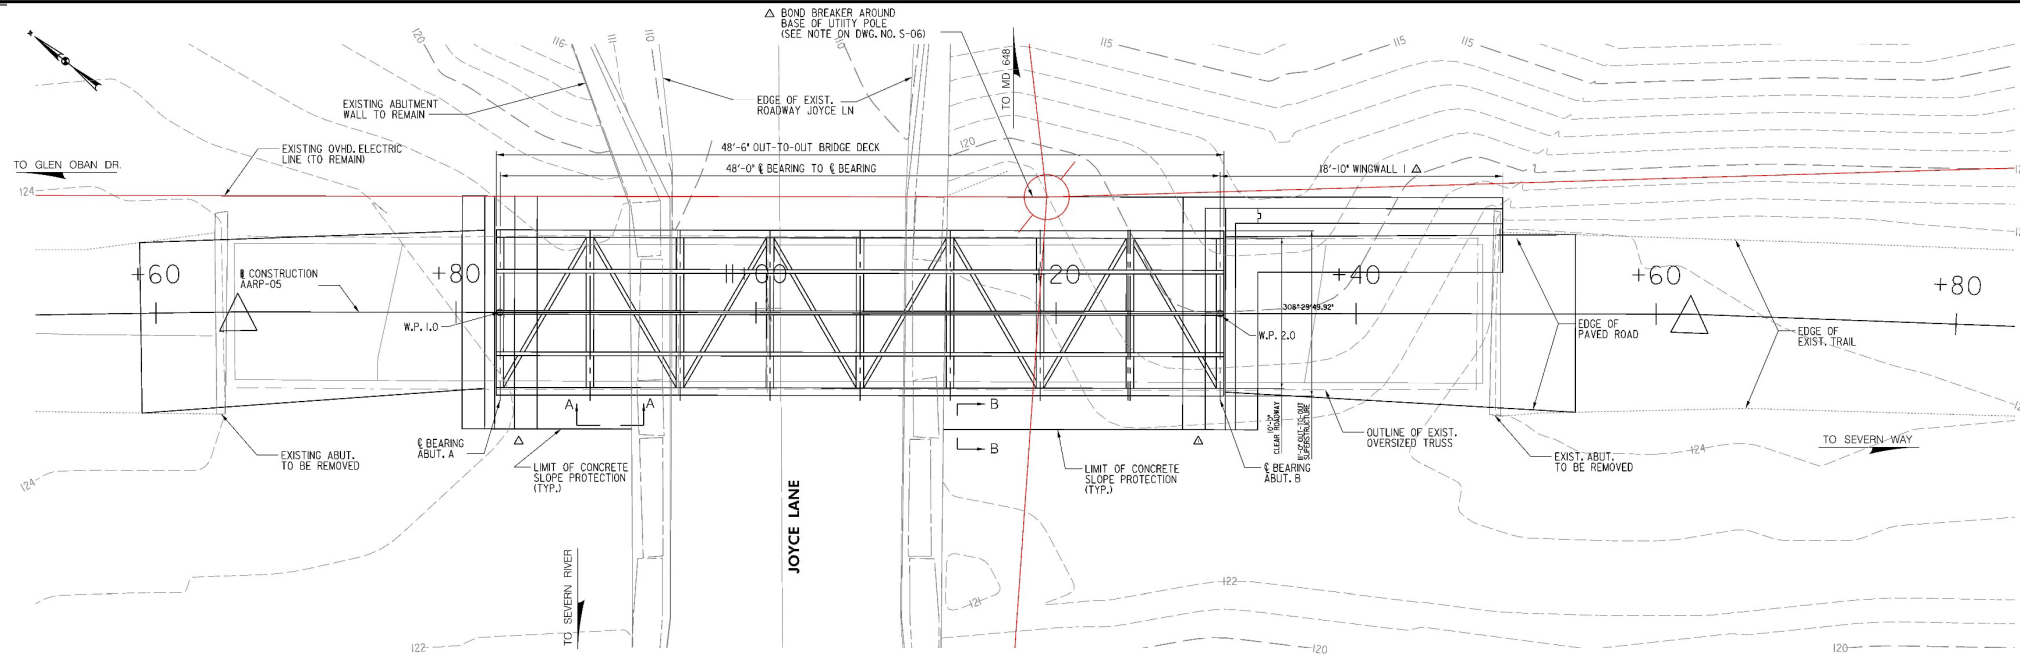 △ BOND BREAKER AROUND
BASE OF UTIITY POLE
(SEE NOTE ON DWG. NO. S-06)
120
116
111
110
110
TO MD 648
115
115
115
EXISTING ABUTMENT
WALL TO REMAIN
EDGE OF EXIST.
ROADWAY JOYCE LN
EXISTING OVHD. ELECTRIC
LINE (TO REMAIN)
48'-6" OUT-TO-OUT BRIDGE DECK
120
TO GLEN OBAN DR.
48'-0" ℄ BEARING TO ℄ BEARING
18'-10" WINGWALL 1 △
124
+60
℄ CONSTRUCTION
AARP-05
+80
11+00
+20
+40
+60
+80
308°29'49.92"
W.P. 1.0
W.P. 2.0
EDGE OF
PAVED ROAD
EDGE OF
EXIST. TRAIL
A
A
B
B
10'-3"
CLEAR ROADWAY
OUT-TO-OUT
SUPERSTRUCTURE
OUTLINE OF EXIST.
OVERSIZED TRUSS
TO SEVERN WAY
124
EXISTING ABUT.
TO BE REMOVED
℄ BEARING
ABUT. A
LIMIT OF CONCRETE
SLOPE PROTECTION
(TYP.)
LIMIT OF CONCRETE
SLOPE PROTECTION
(TYP.)
℄ BEARING
ABUT. B
EXIST. ABUT.
TO BE REMOVED
124
JOYCE LANE
TO SEVERN RIVER
122
121
122
120
120